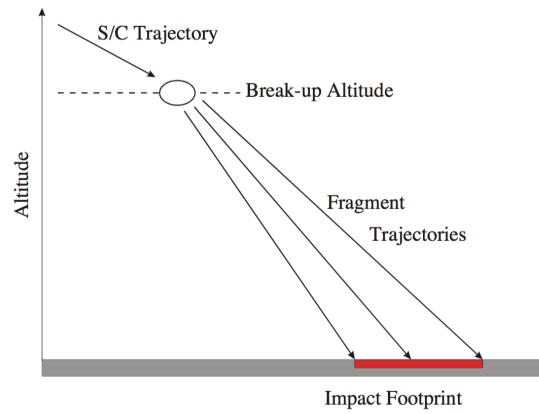 S/C Trajectory
Break-up Altitude
Altitude
Fragment
Trajectories
Impact Footprint